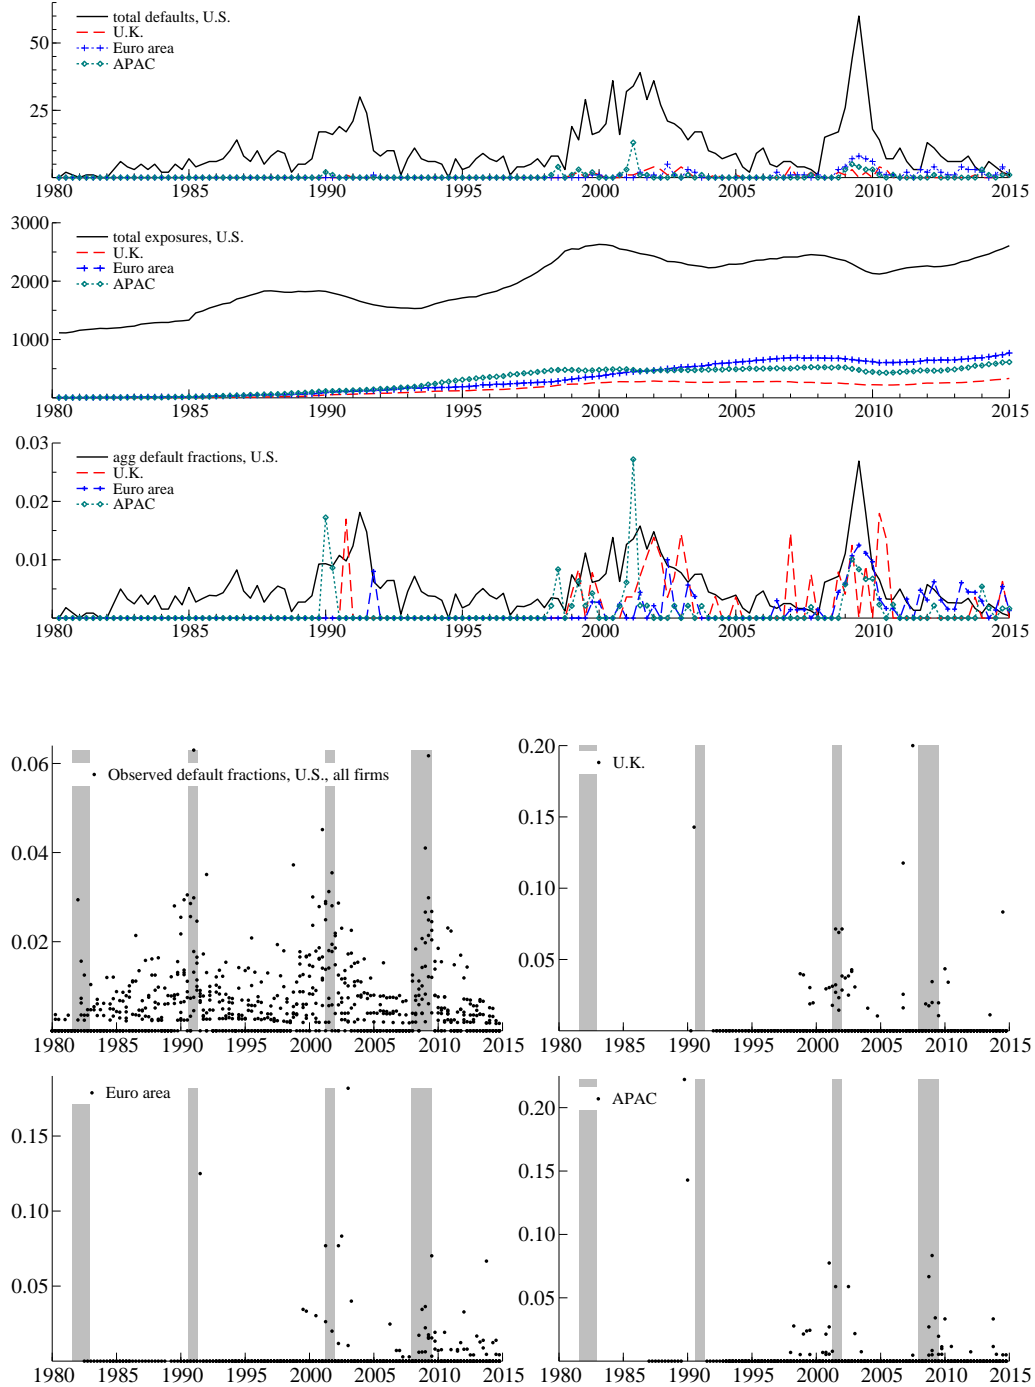 total defaults, U.S.
U.K.
Euro area
APAC
50
25
1980 1985 1990 1995 2000 2005 2010 2015
3000
total exposures, U.S.
U.K.
Euro area
APAC
2000
1000
1980 1985 1990 1995 2000 2005 2010 2015
0.03
agg default fractions, U.S.
U.K.
Euro area
APAC
0.02
0.01
1980 1985 1990 1995 2000 2005 2010 2015
0.06
Observed default fractions, U.S., all firms
0.04
0.02
1980 1985 1990 1995 2000 2005 2010 2015
0.20
U.K.
0.15
0.10
0.05
1980 1985 1990 1995 2000 2005 2010 2015
Euro area
0.15
0.10
0.05
1980 1985 1990 1995 2000 2005 2010 2015
APAC
0.20
0.15
0.10
0.05
1980 1985 1990 1995 2000 2005 2010 2015